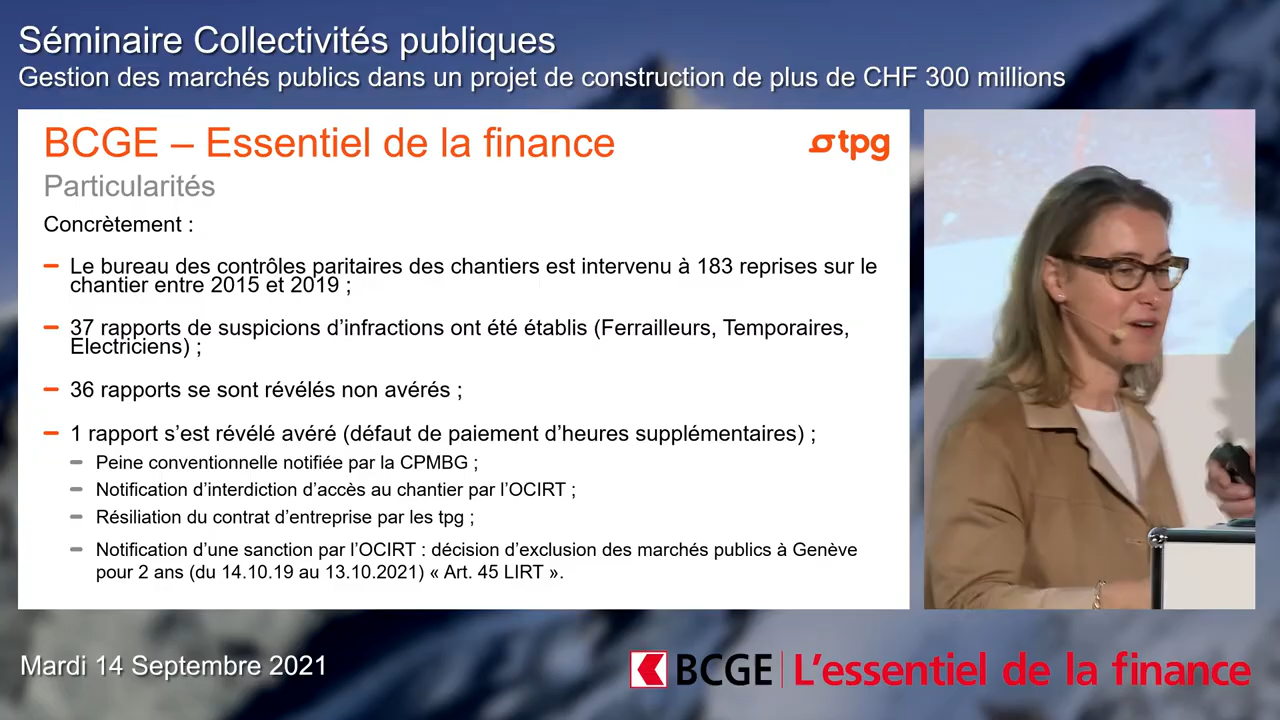 Séminaire Collectivités publiques
Gestion des marchés publics dans un projet de construction de plus de CHF 300 millions
BCGE – Essentiel de la finance
tpg
Particularités
Concrètement :
Le bureau des contrôles paritaires des chantiers est intervenu à 183 reprises sur le
chantier entre 2015 et 2019 ;
37 rapports de suspicions d’infractions ont été établis (Ferrailleurs, Temporaires,
Electriciens) ;
36 rapports se sont révélés non avérés ;
1 rapport s’est révélé avéré (défaut de paiement d’heures supplémentaires) ;
Peine conventionnelle notifiée par la CPMBG ;
Notification d’interdiction d’accès au chantier par l’OCIRT ;
Résiliation du contrat d’entreprise par les tpg ;
Notification d’une sanction par l’OCIRT : décision d’exclusion des marchés publics à Genève
pour 2 ans (du 14.10.19 au 13.10.2021) « Art. 45 LIRT ».
Mardi 14 Septembre 2021
BCGE L’essentiel de la finance